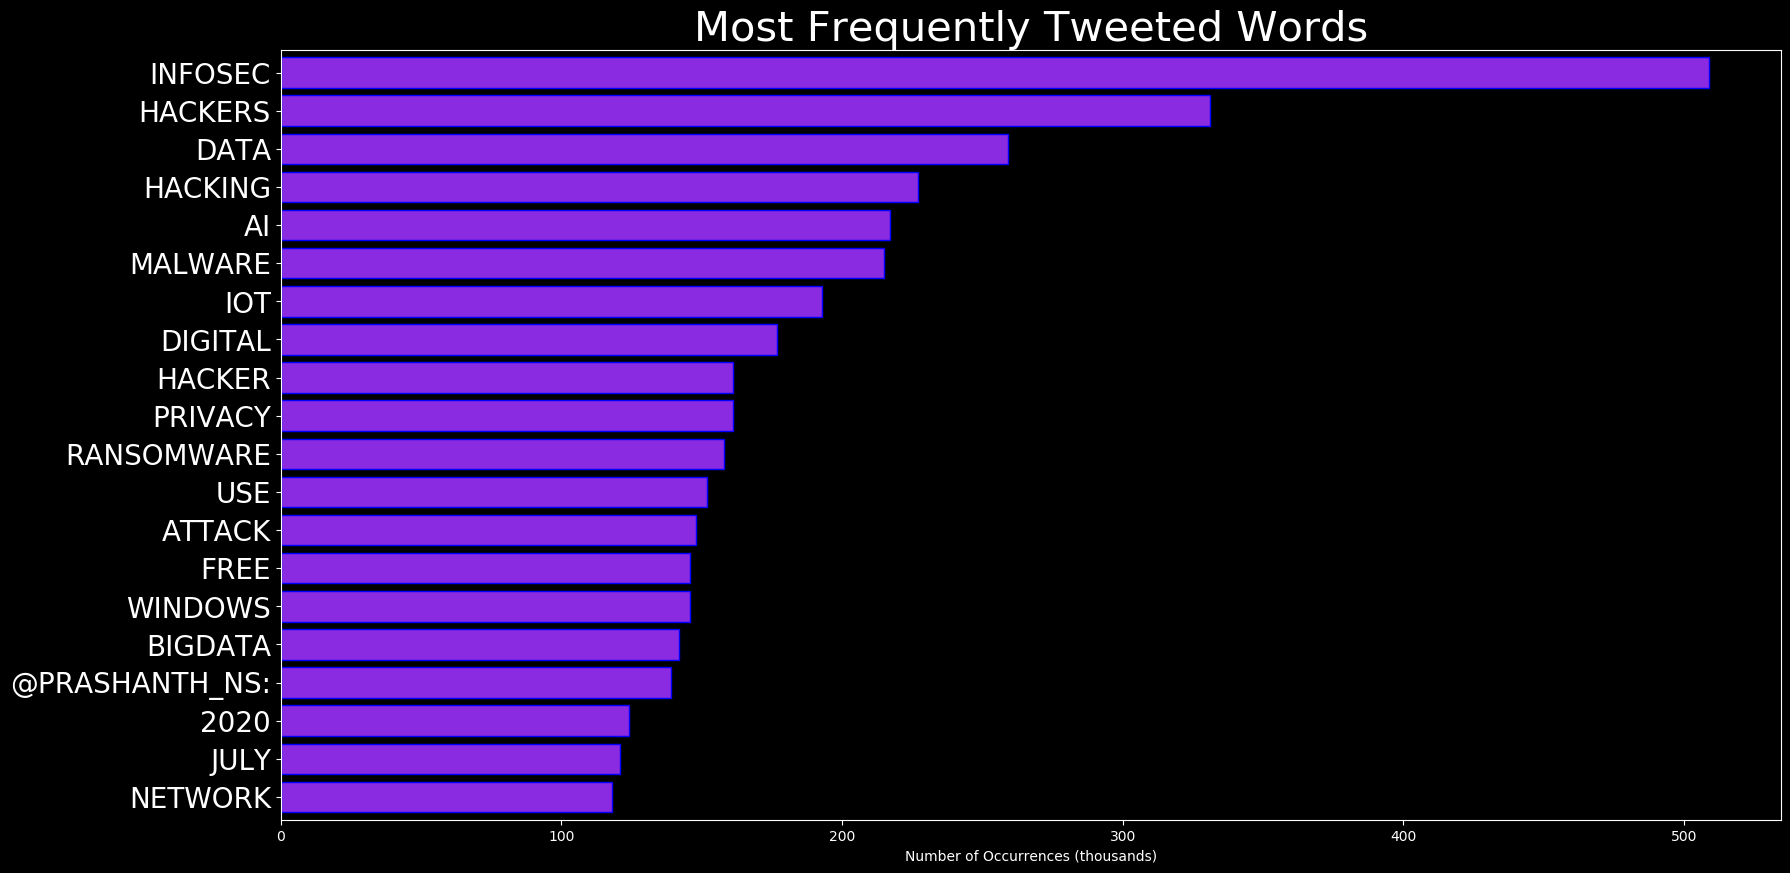 Most Frequently Tweeted Words
INFOSEC
HACKERS
DATA
HACKING
AI
MALWARE
IOT
DIGITAL
HACKER
PRIVACY
RANSOMWARE
USE
ATTACK
FREE
WINDOWS
BIGDATA
@PRASHANTH_NS:
2020
JULY
NETWORK
0 100 200 300 400 500
Number of Occurrences (thousands)